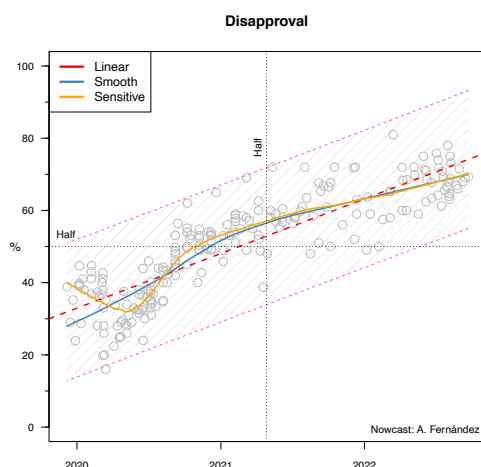 Disapproval
Linear
Smooth
Sensitive
100
80
60
%
40
20
0
Half
Half
Nowcast: A. Fernández
2020
2021
2022